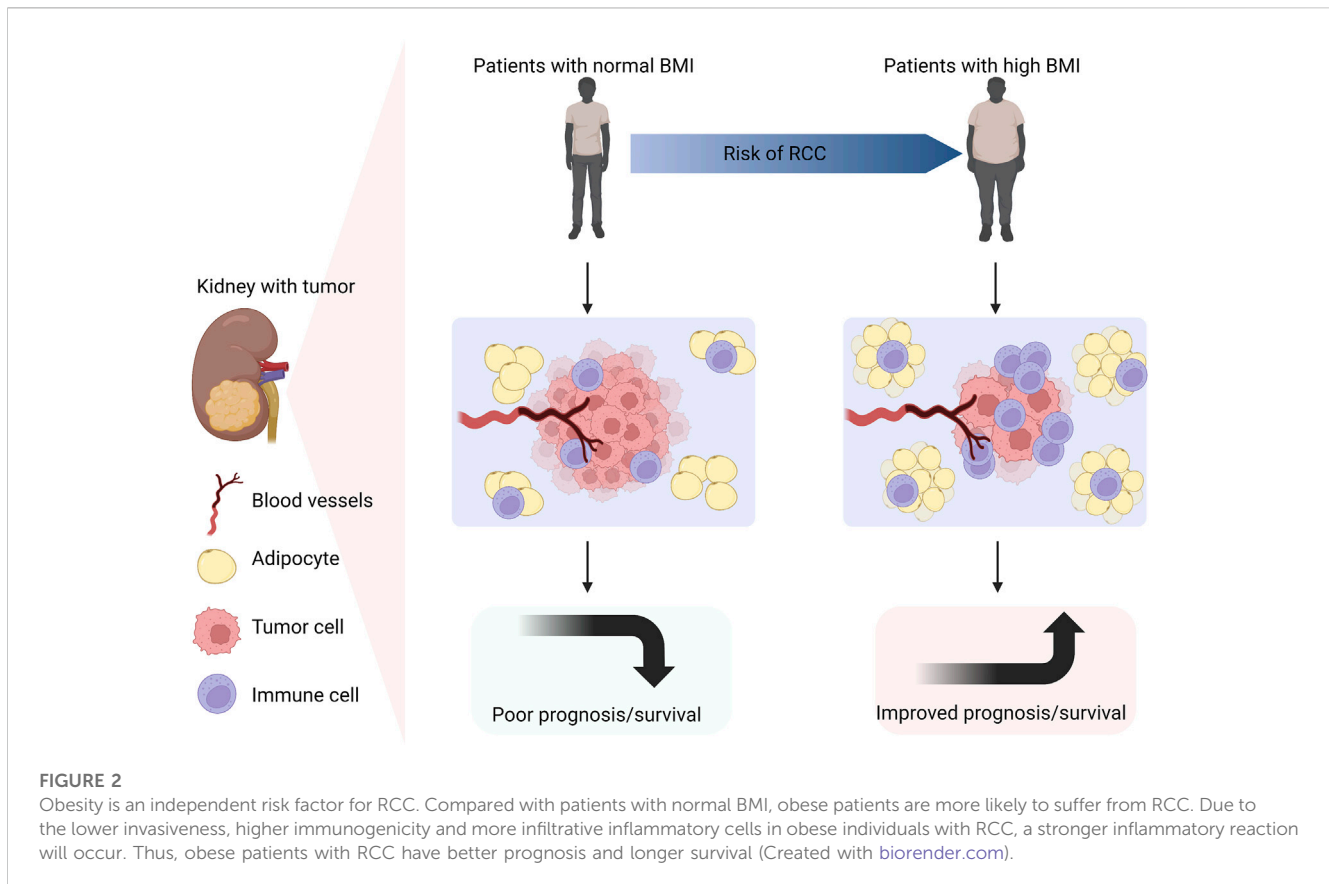 Patients with normal BMI
Patients with high BMI
Risk of RCC
Kidney with tumor
Blood vessels
Adipocyte
Tumor cell
Immune cell
Poor prognosis/survival
Improved prognosis/survival
FIGURE 2
Obesity is an independent risk factor for RCC. Compared with patients with normal BMI, obese patients are more likely to suffer from RCC. Due to
the lower invasiveness, higher immunogenicity and more infiltrative inflammatory cells in obese individuals with RCC, a stronger inflammatory reaction
will occur. Thus, obese patients with RCC have better prognosis and longer survival (Created with biorender.com).